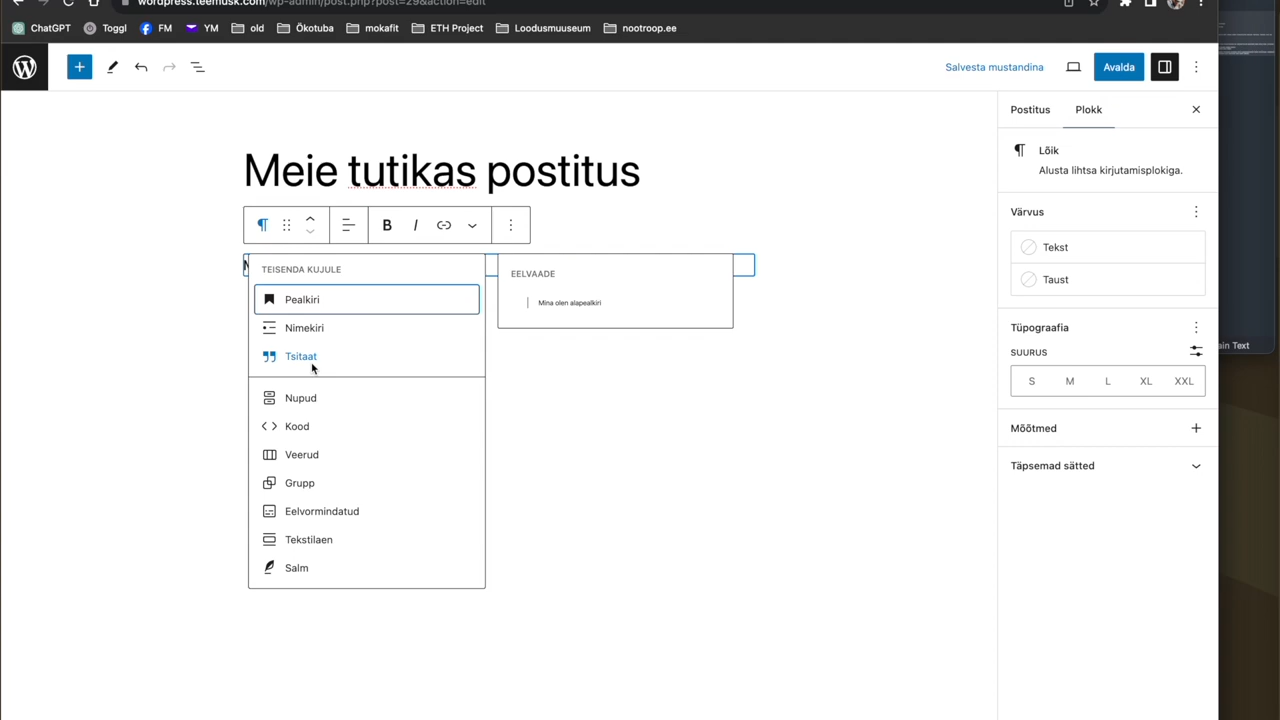 wordpress.teemusk.com/wp-admin/post.php?post=29&action=edit
ChatGPT Toggl FM YM old Ökotuba mokafit ETH Project Loodusmuuseum nootroop.ee
Salvesta mustandina Avalda
Postitus Plokk
Meie tutikas postitus
Lõik
Alusta lihtsa kirjutamisplokiga.
Värvus
Tekst
Taust
B I
TEISENDA KUJULE
Pealkiri
Nimekiri
Tsitaat
Nupud
Kood
Veerud
Grupp
Eelvormindatud
Tekstilaen
Salm
EELVAADE
Mina olen alapealkiri
Tüpograafia
SUURUS
S M L XL XXL
Mõõtmed
Täpsemad sätted
ain Text